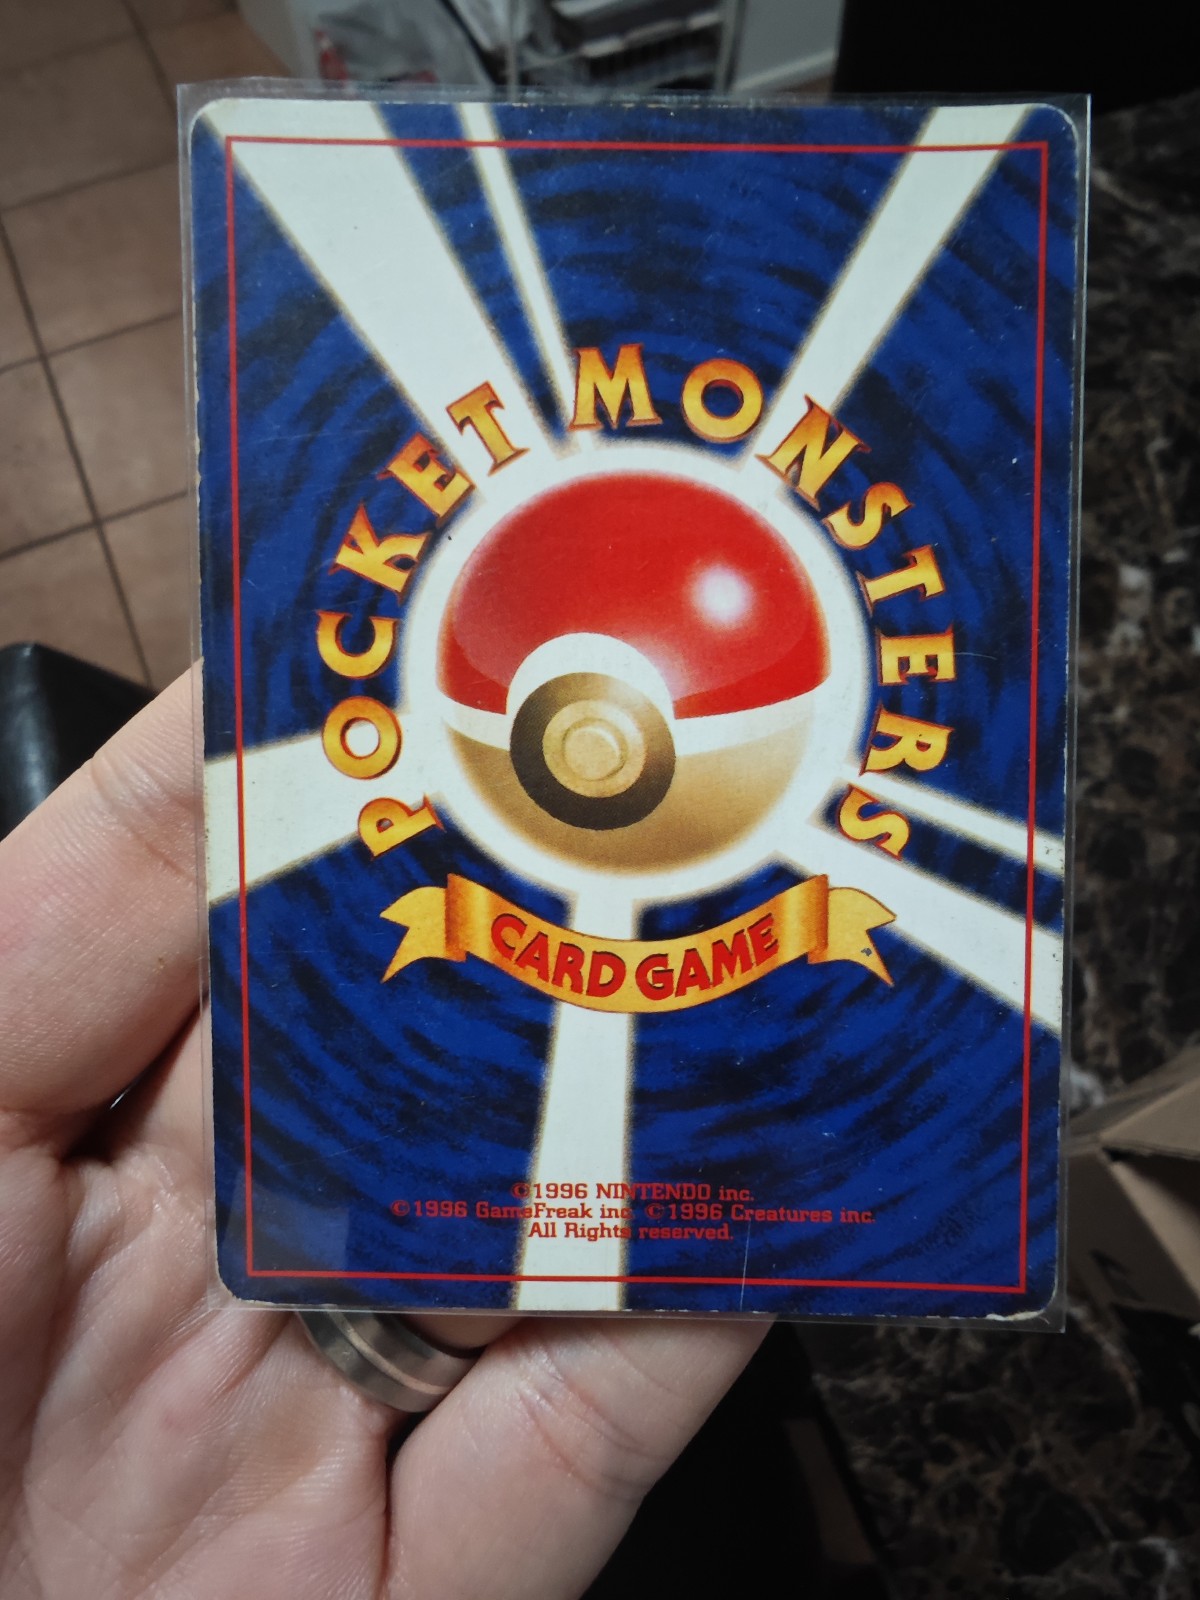 POCKET MONSTERS
CARD GAME
©1996 NINTENDO inc.
©1996 GameFreak inc. ©1996 Creatures inc.
All Rights reserved.